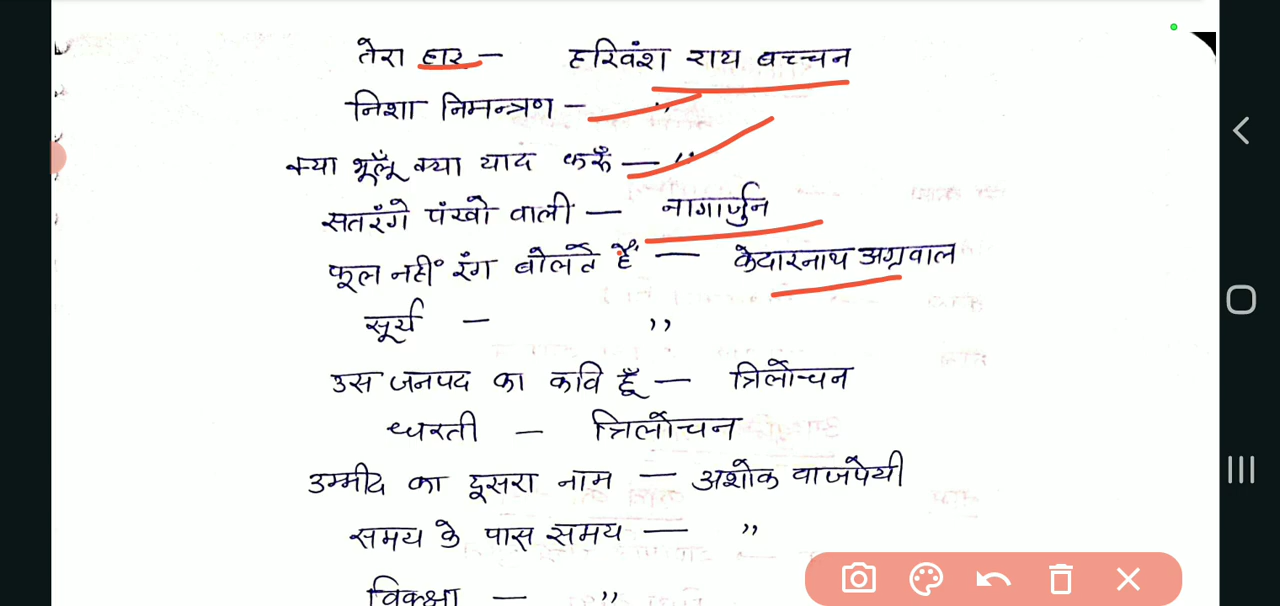 तेरा हार – हरिवंश राय बच्चन
निशा निमन्त्रण – ,,
क्या भूलूँ क्या याद करूँ – ,,
सतरंगे पंखो वाली – नागार्जुन
फूल नहीं रंग बोलते हैं – केदारनाथ अग्रवाल
सूर्य – ,,
उस जनपद का कवि हूँ – त्रिलोचन
धरती – त्रिलोचन
उम्मीद का दूसरा नाम – अशोक वाजपेयी
समय के पास समय – ,,
विवक्षा – ,,